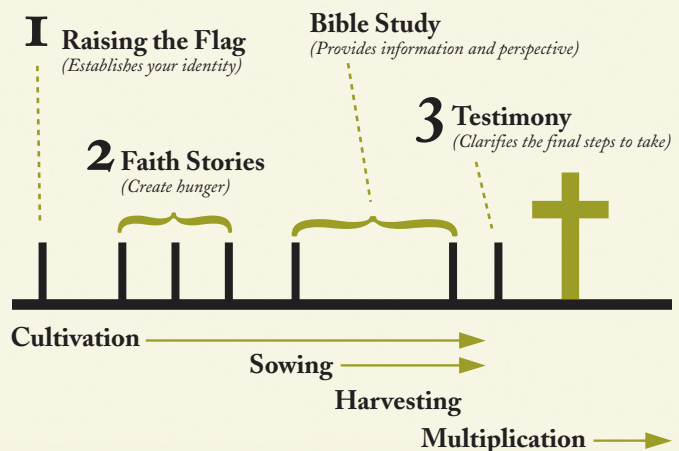 1 Raising the Flag
(Establishes your identity)
Bible Study
(Provides information and perspective)
2 Faith Stories
(Create hunger)
3 Testimony
(Clarifies the final steps to take)
Cultivation
Sowing
Harvesting
Multiplication